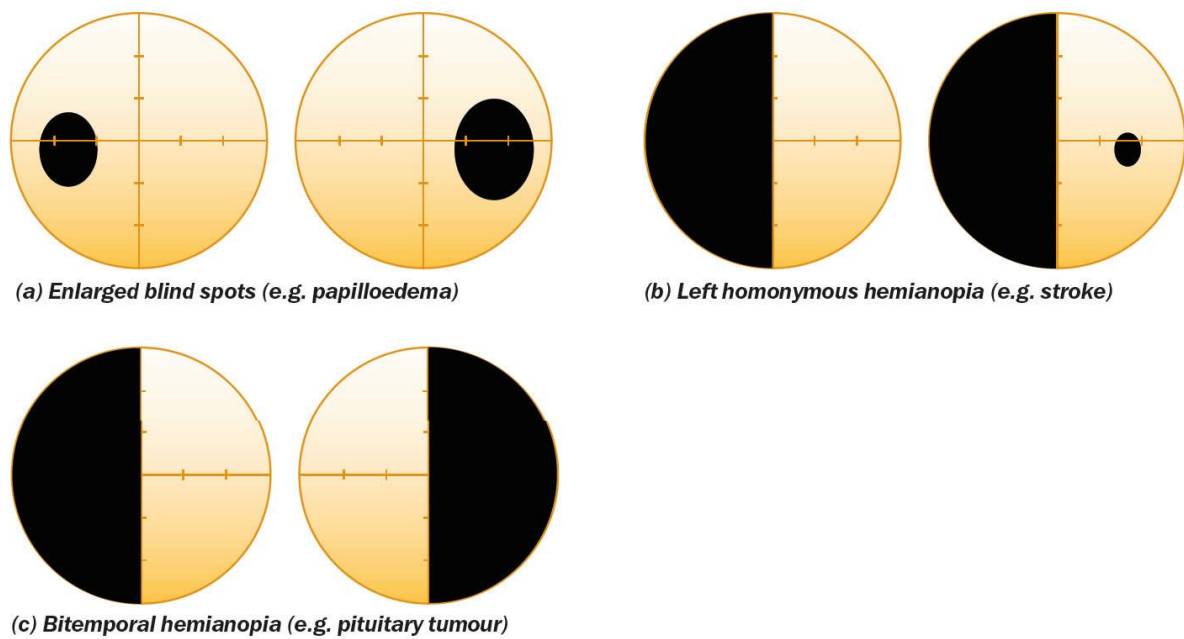 (a) Enlarged blind spots (e.g. papilloedema)
(b) Left homonymous hemianopia (e.g. stroke)
(c) Bitemporal hemianopia (e.g. pituitary tumour)